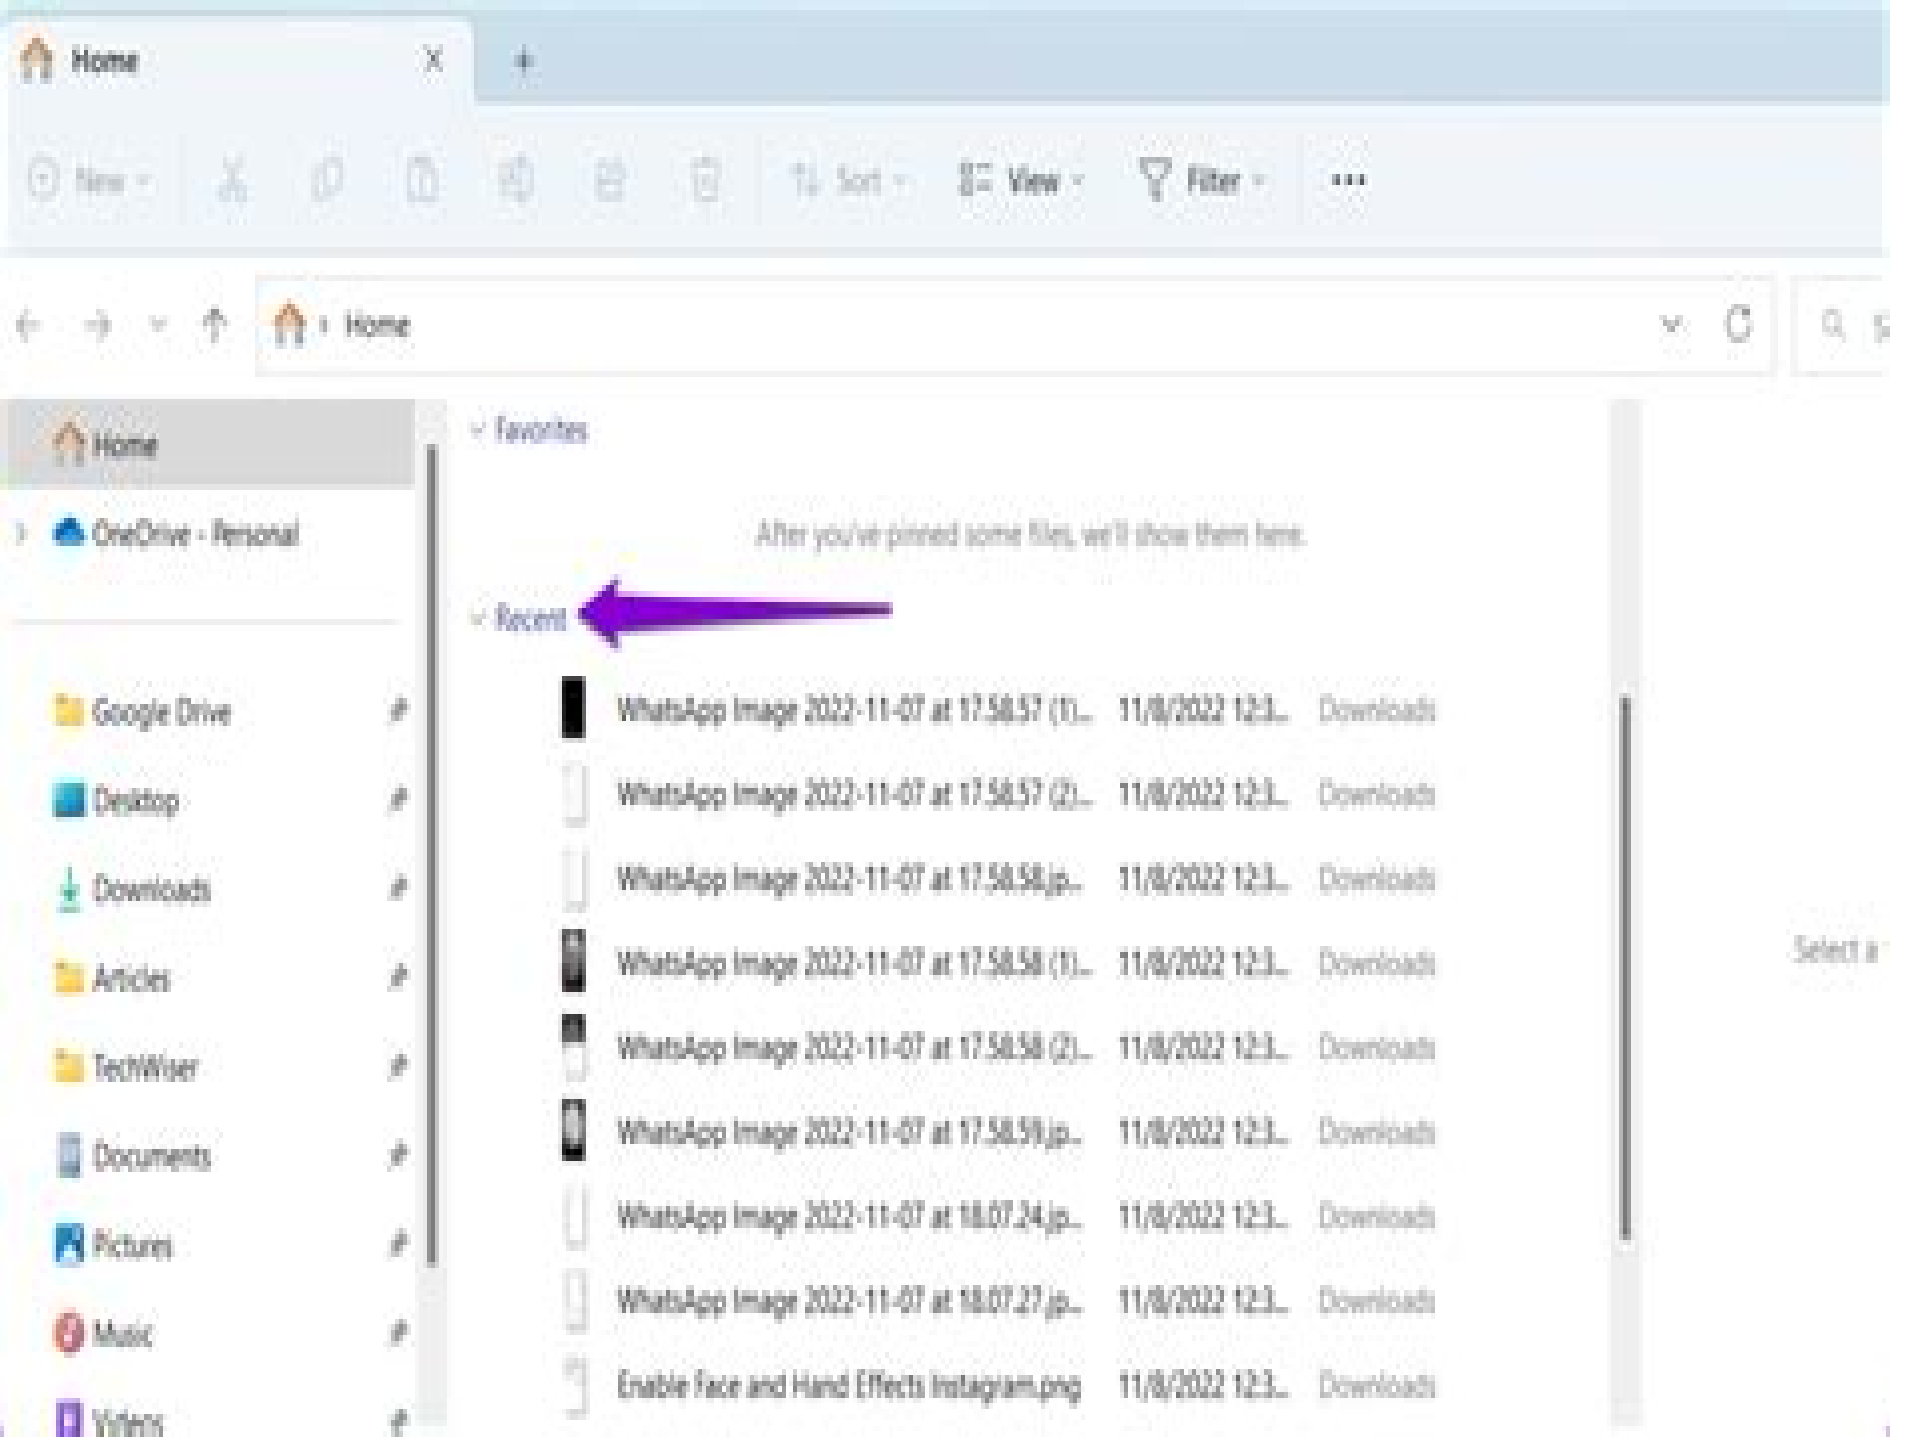 Home
New
Sort
View
Filter
Home
Home
OneDrive - Personal
Google Drive
Desktop
Downloads
Articles
TechWiser
Documents
Pictures
Music
Videos
Favorites
After you've pinned some files, we'll show them here.
Recent
WhatsApp Image 2022-11-07 at 17.58.57 (1)... 11/8/2022 12:3... Downloads
WhatsApp Image 2022-11-07 at 17.58.57 (2)... 11/8/2022 12:3... Downloads
WhatsApp Image 2022-11-07 at 17.58.58.jp... 11/8/2022 12:3... Downloads
WhatsApp Image 2022-11-07 at 17.58.58 (1)... 11/8/2022 12:3... Downloads
WhatsApp Image 2022-11-07 at 17.58.58 (2)... 11/8/2022 12:3... Downloads
WhatsApp Image 2022-11-07 at 17.58.59.jp... 11/8/2022 12:3... Downloads
WhatsApp Image 2022-11-07 at 18.07.24.jp... 11/8/2022 12:3... Downloads
WhatsApp Image 2022-11-07 at 18.07.27.jp... 11/8/2022 12:3... Downloads
Enable Face and Hand Effects Instagram.png 11/8/2022 12:3... Downloads
Select a